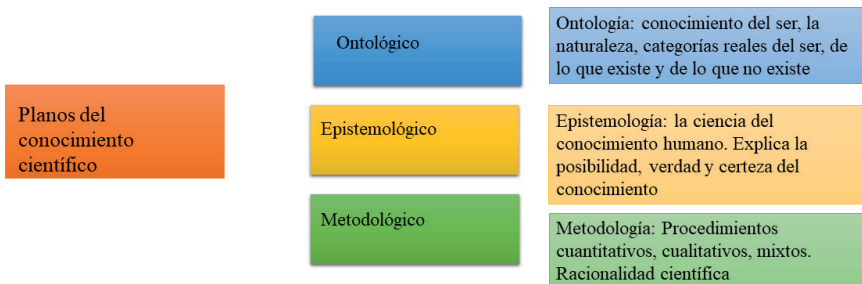 Planos del
conocimiento
científico
Ontológico
Ontología: conocimiento del ser, la
naturaleza, categorías reales del ser, de
lo que existe y de lo que no existe
Epistemológico
Epistemología: la ciencia del
conocimiento humano. Explica la
posibilidad, verdad y certeza del
conocimiento
Metodológico
Metodología: Procedimientos
cuantitativos, cualitativos, mixtos.
Racionalidad científica